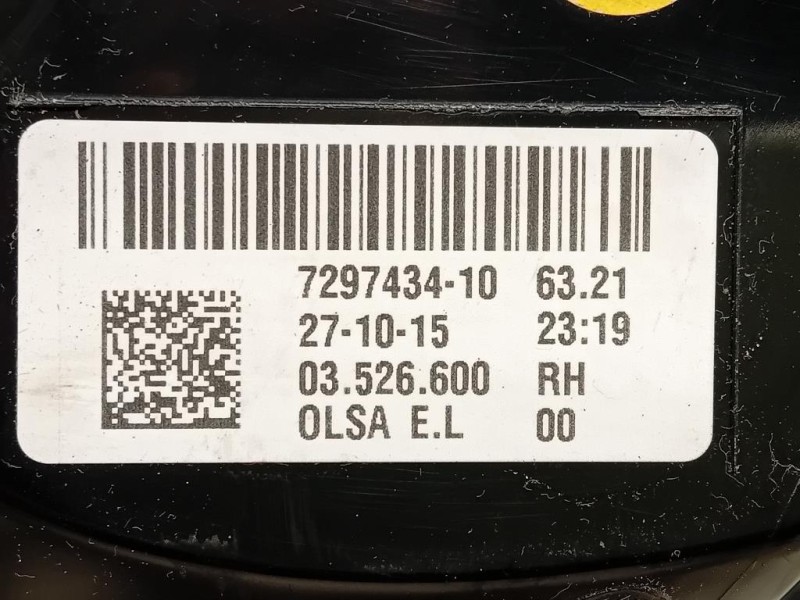 7297434-10 63.21
27-10-15 23:19
03.526.600 RH
OLSA E.L 00